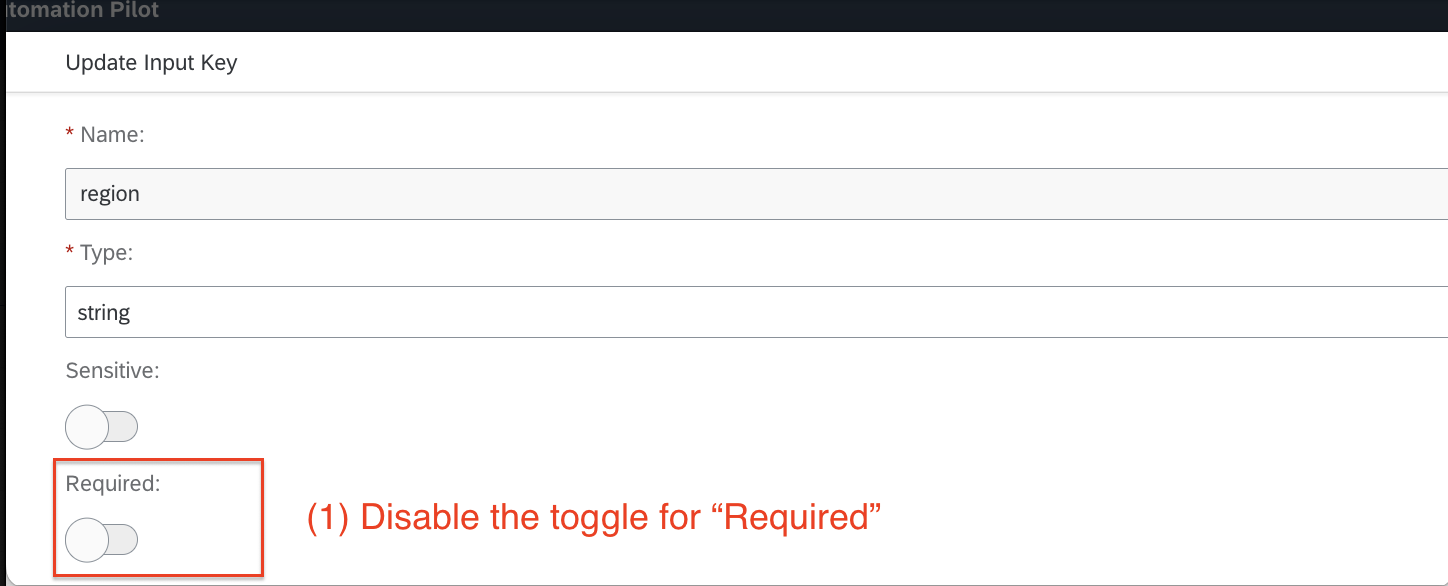 tomation Pilot
Update Input Key
* Name:
region
* Type:
string
Sensitive:
Required:
(1) Disable the toggle for “Required”